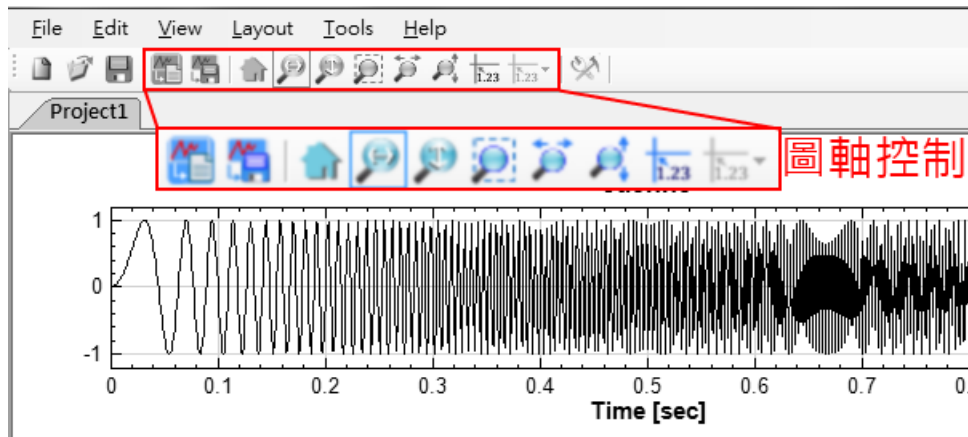 File Edit View Layout Tools Help
1.23 1.23
Project1
1.23 1.23
圖軸控制
1
0
-1
0 0.1 0.2 0.3 0.4 0.5 0.6 0.7 0.
Time [sec]